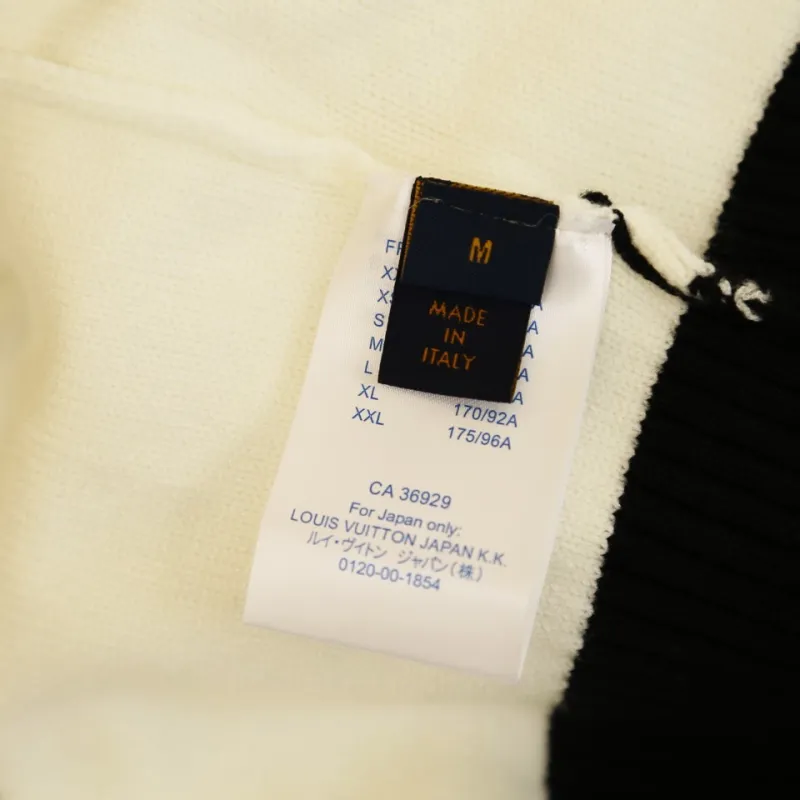 M
MADE
IN
ITALY
FR
XX
XS
S A
M A
L A
XL 170/92A
XXL 175/96A
CA 36929
For Japan only:
LOUIS VUITTON JAPAN K.K.
ルイ・ヴィトン ジャパン(株)
0120-00-1854